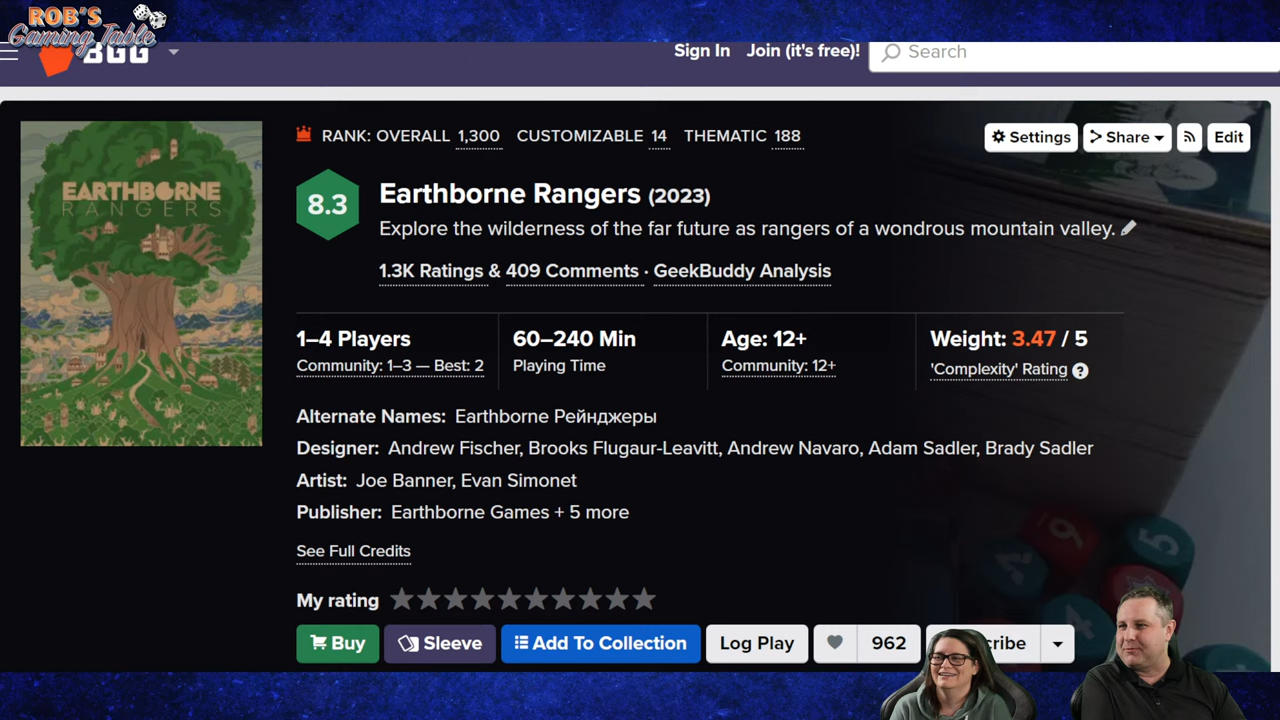 ROB'S
Gaming Table
BGG
Sign In Join (it's free)! Search
RANK: OVERALL 1,300 CUSTOMIZABLE 14 THEMATIC 188
Settings Share Edit
EARTHBORNE
RANGERS
8.3
Earthborne Rangers (2023)
Explore the wilderness of the far future as rangers of a wondrous mountain valley.
1.3K Ratings & 409 Comments · GeekBuddy Analysis
1–4 Players 60–240 Min Age: 12+ Weight: 3.47 / 5
Community: 1–3 — Best: 2 Playing Time Community: 12+ 'Complexity' Rating ?
Alternate Names: Earthborne Рейнджеры
Designer: Andrew Fischer, Brooks Flugaur-Leavitt, Andrew Navaro, Adam Sadler, Brady Sadler
Artist: Joe Banner, Evan Simonet
Publisher: Earthborne Games + 5 more
See Full Credits
My rating
Buy Sleeve Add To Collection Log Play 962 cribe